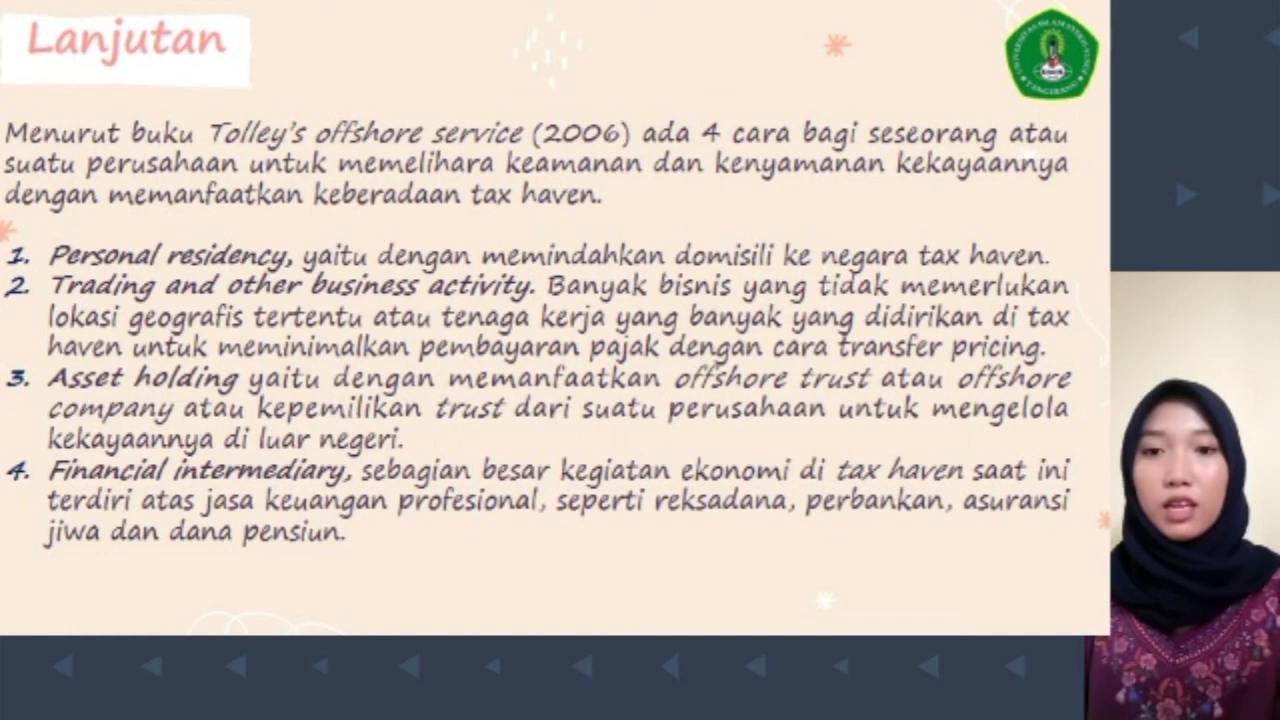 Lanjutan
Menurut buku Tolley's offshore service (2006) ada 4 cara bagi seseorang atau
suatu perusahaan untuk memelihara keamanan dan kenyamanan kekayaannya
dengan memanfaatkan keberadaan tax haven.
1. Personal residency, yaitu dengan memindahkan domisili ke negara tax haven.
2. Trading and other business activity. Banyak bisnis yang tidak memerlukan
lokasi geografis tertentu atau tenaga kerja yang banyak yang didirikan di tax
haven untuk meminimalkan pembayaran pajak dengan cara transfer pricing.
3. Asset holding yaitu dengan memanfaatkan offshore trust atau offshore
company atau kepemilikan trust dari suatu perusahaan untuk mengelola
kekayaannya di luar negeri.
4. Financial intermediary, sebagian besar kegiatan ekonomi di tax haven saat ini
terdiri atas jasa keuangan profesional, seperti reksadana, perbankan, asuransi
jiwa dan dana pensiun.
TANGERANG